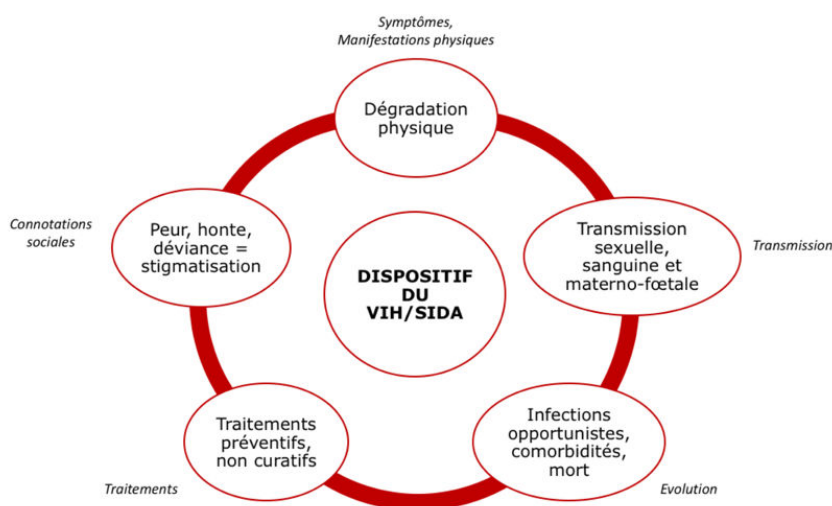 Symptômes,
Manifestations physiques
Dégradation
physique
Connotations
sociales
Peur, honte,
déviance =
stigmatisation
Transmission
sexuelle,
sanguine et
materno-fœtale
Transmission
DISPOSITIF
DU
VIH/SIDA
Traitements
préventifs,
non curatifs
Traitements
Infections
opportunistes,
comorbidités,
mort
Evolution